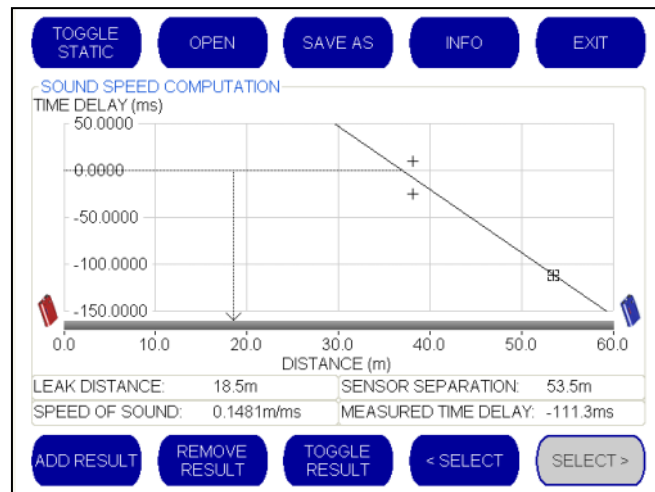 TOGGLE STATIC
OPEN
SAVE AS
INFO
EXIT
SOUND SPEED COMPUTATION
TIME DELAY (ms)
50.0000
0.0000
-50.0000
-100.0000
-150.0000
0.0 10.0 20.0 30.0 40.0 50.0 60.0
DISTANCE (m)
LEAK DISTANCE: 18.5m SENSOR SEPARATION: 53.5m
SPEED OF SOUND: 0.1481m/ms MEASURED TIME DELAY: -111.3ms
ADD RESULT
REMOVE RESULT
TOGGLE RESULT
< SELECT
SELECT >